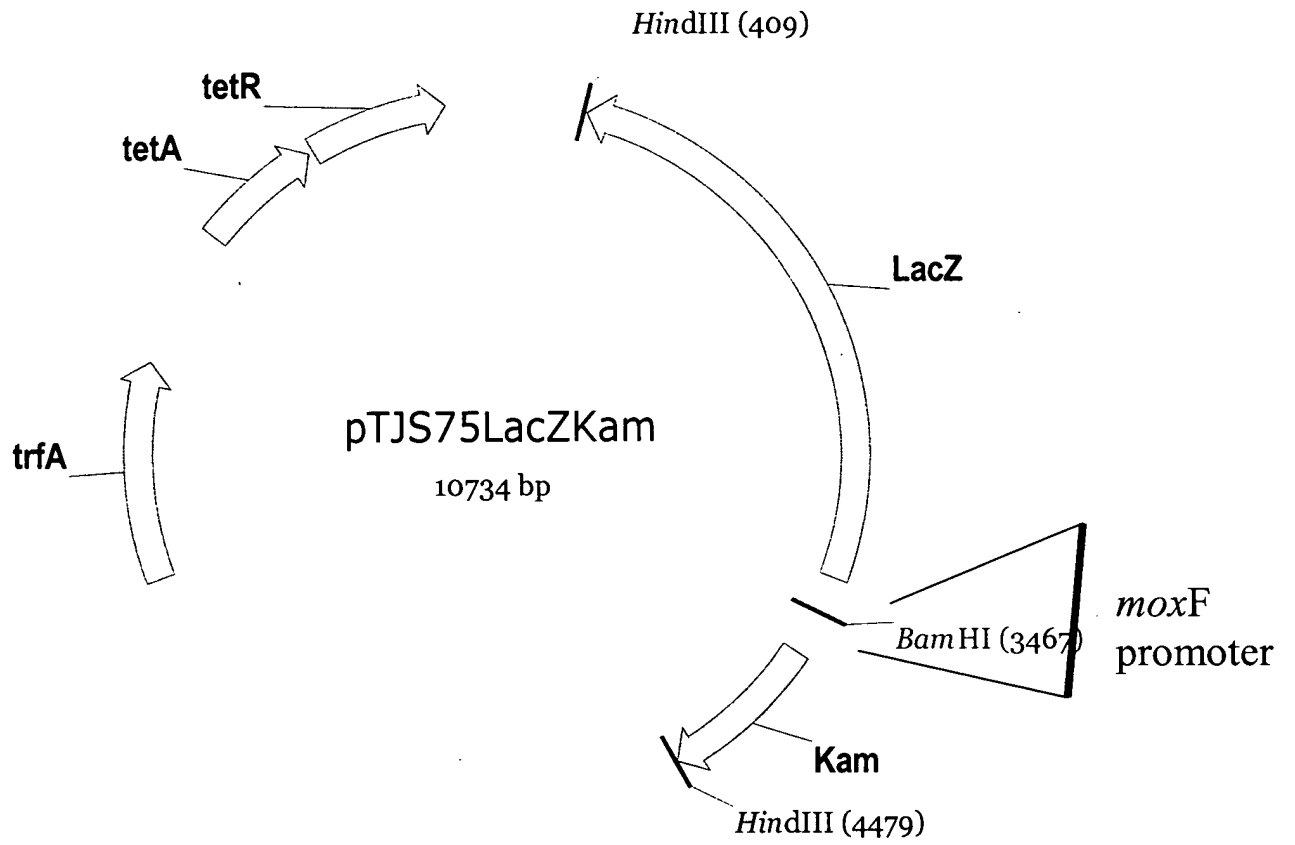 HindIII (409)
tetR
tetA
LacZ
pTJS75LacZKam
10734 bp
trfA
moxF
promoter
BamHI (3467)
Kam
HindIII (4479)